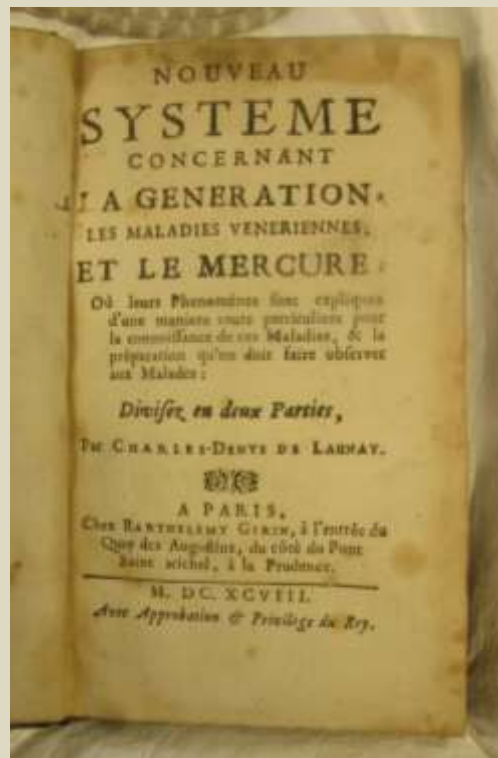 NOUVEAU
SYSTEME
CONCERNANT
LA GENERATION,
LES MALADIES VENERIENNES,
ET LE MERCURE.
Où leurs Phenoménes sont expliquez
d'une maniere toute particuliere pour
la connoissance de ces Maladies, & la
préparation qu'on doit faire observer
aux Malades;
Divisez en deux Parties,
Par CHARLES-DENYS DE LAUNAY.
A PARIS,
Chez BARTHELEMY GIRIN, à l'entrée du
Quay des Augustins, du côté du Pont
Saint Michel, à la Prudence.
M. DC. XCVIII.
Avec Approbation & Privilege du Roy.